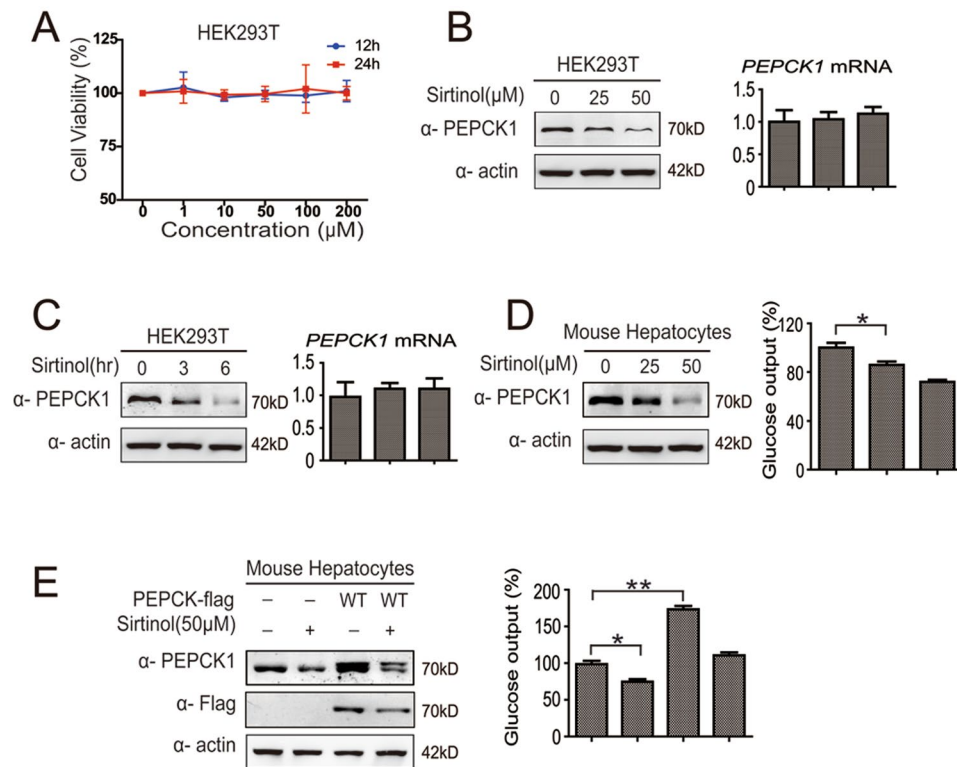 A
HEK293T
12h
24h
Cell Viability (%)
125
100
75
50
0 1 10 50 100 200
Concentration (μM)
B
HEK293T
Sirtinol(μM) 0 25 50
α- PEPCK1 70kD
α- actin 42kD
PEPCK1 mRNA
1.5
1.0
0.5
0
C
HEK293T
Sirtinol(hr) 0 3 6
α- PEPCK1 70kD
α- actin 42kD
PEPCK1 mRNA
1.5
1.0
0.5
0
D
Mouse Hepatocytes
Sirtinol(μM) 0 25 50
α- PEPCK1 70kD
α- actin 42kD
Glucose output (%)
120
80
40
0
*
E
Mouse Hepatocytes
PEPCK-flag – – WT WT
Sirtinol(50μM) – + – +
α- PEPCK1 70kD
α- Flag 70kD
α- actin 42kD
Glucose output (%)
200
150
100
50
0
**
*